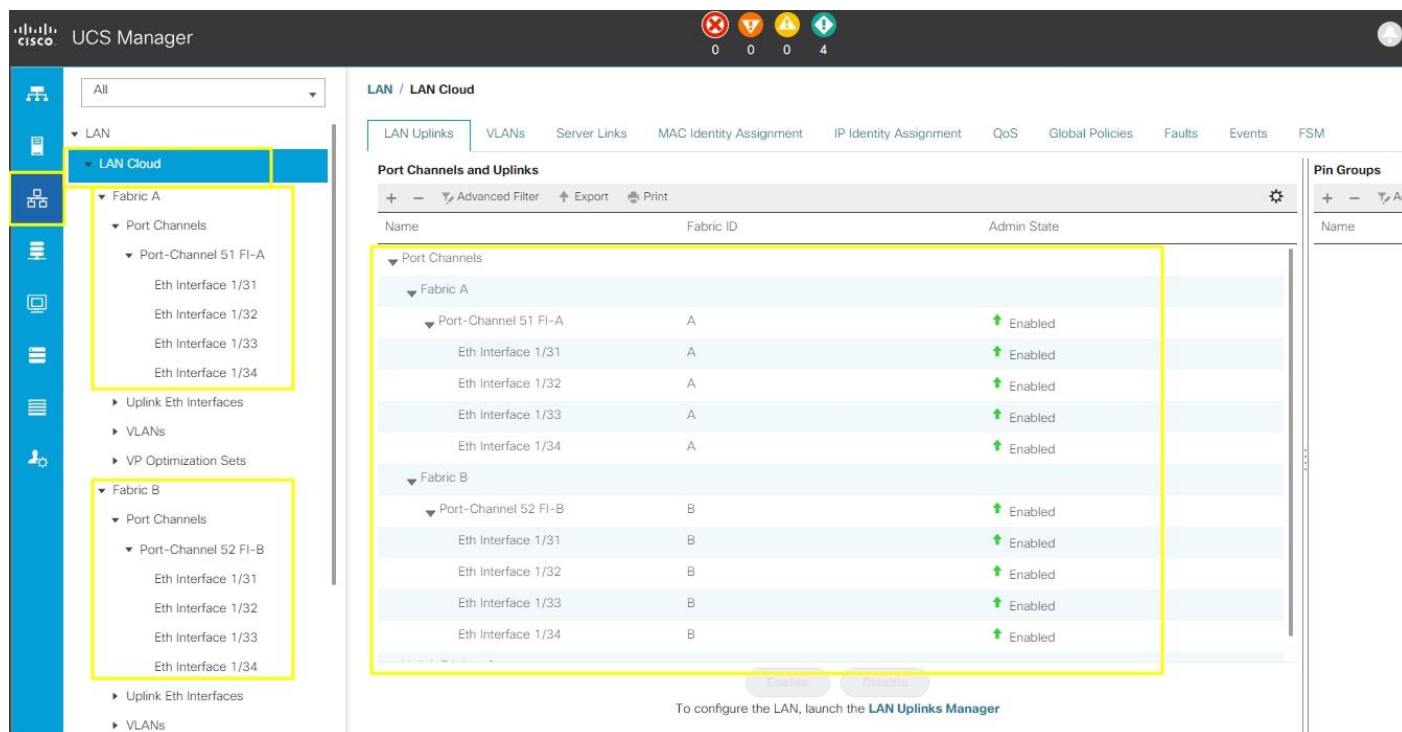 cisco UCS Manager
0 0 0 4
All
LAN
LAN Cloud
Fabric A
Port Channels
Port-Channel 51 FI-A
Eth Interface 1/31
Eth Interface 1/32
Eth Interface 1/33
Eth Interface 1/34
Uplink Eth Interfaces
VLANs
VP Optimization Sets
Fabric B
Port Channels
Port-Channel 52 FI-B
Eth Interface 1/31
Eth Interface 1/32
Eth Interface 1/33
Eth Interface 1/34
Uplink Eth Interfaces
VLANs
LAN / LAN Cloud
LAN Uplinks VLANs Server Links MAC Identity Assignment IP Identity Assignment QoS Global Policies Faults Events FSM
Port Channels and Uplinks
+ − Advanced Filter Export Print
Name Fabric ID Admin State
Port Channels
Fabric A
Port-Channel 51 FI-A A Enabled
Eth Interface 1/31 A Enabled
Eth Interface 1/32 A Enabled
Eth Interface 1/33 A Enabled
Eth Interface 1/34 A Enabled
Fabric B
Port-Channel 52 FI-B B Enabled
Eth Interface 1/31 B Enabled
Eth Interface 1/32 B Enabled
Eth Interface 1/33 B Enabled
Eth Interface 1/34 B Enabled
Enable Disable
To configure the LAN, launch the LAN Uplinks Manager
Pin Groups
+ − A
Name